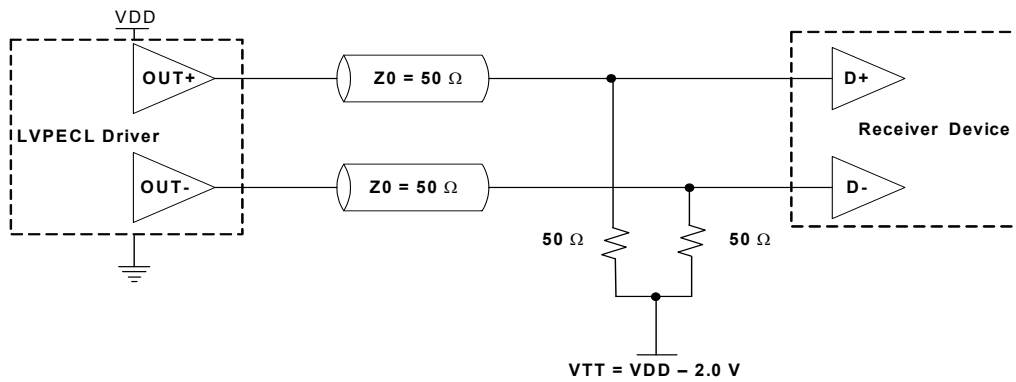 VDD
OUT+
Z0 = 50 Ω
D+
LVPECL Driver
Receiver Device
OUT-
Z0 = 50 Ω
D-
50 Ω
50 Ω
VTT = VDD – 2.0 V